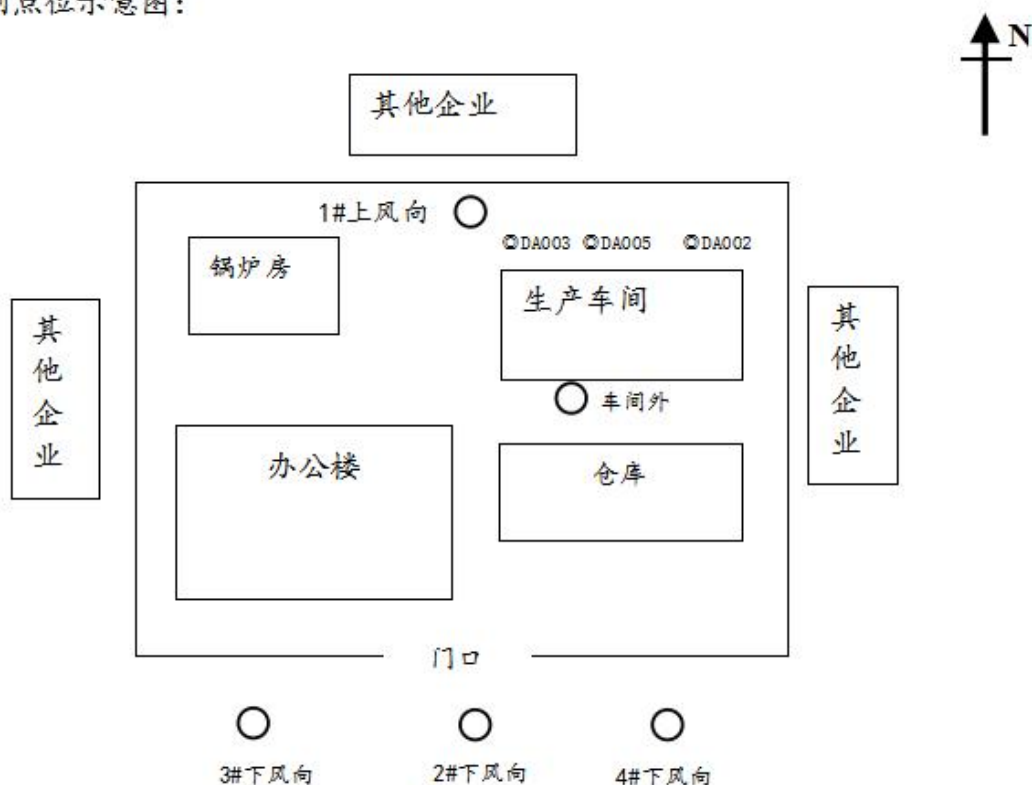 点位示意图:
N
其他企业
1#上风向
◎DA003 ◎DA005 ◎DA002
锅炉房
生产车间
其他企业
其他企业
车间外
办公楼
仓库
门口
3#下风向
2#下风向
4#下风向